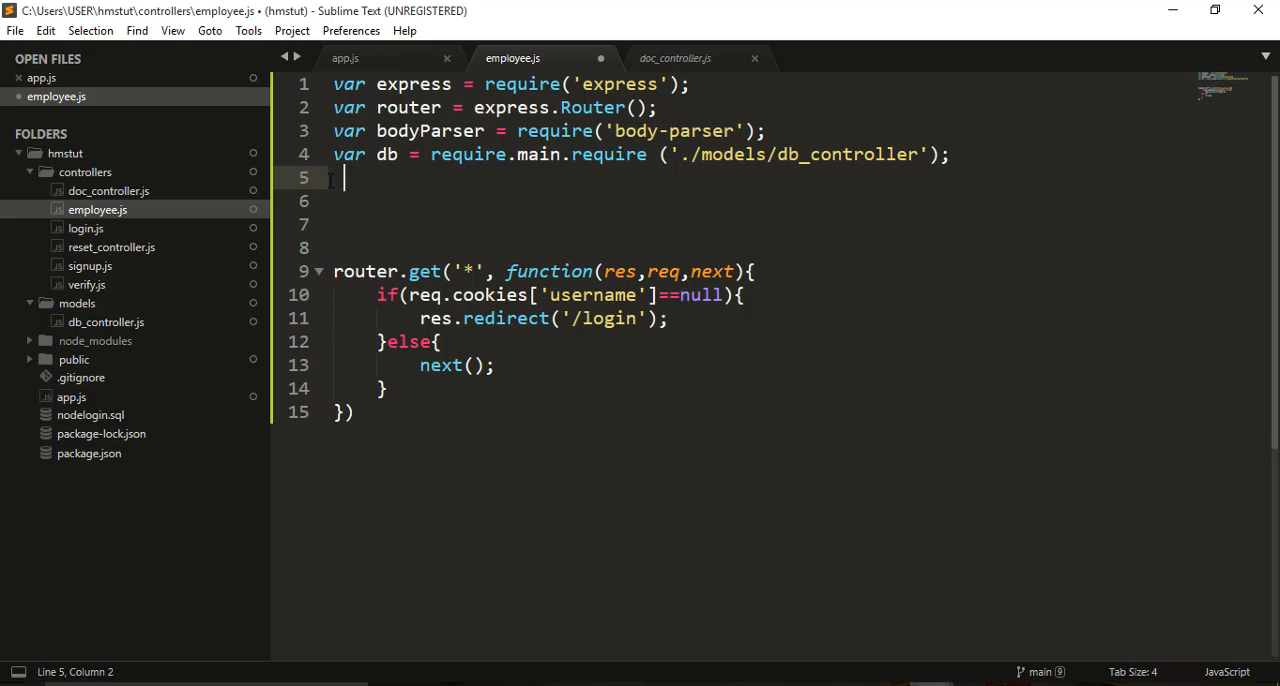 C:\Users\USER\hmstut\controllers\employee.js • (hmstut) - Sublime Text (UNREGISTERED)
File Edit Selection Find View Goto Tools Project Preferences Help
OPEN FILES
app.js
employee.js
FOLDERS
hmstut
controllers
doc_controller.js
employee.js
login.js
reset_controller.js
signup.js
verify.js
models
db_controller.js
node_modules
public
.gitignore
app.js
nodelogin.sql
package-lock.json
package.json
app.js employee.js doc_controller.js
1 var express = require('express');
2 var router = express.Router();
3 var bodyParser = require('body-parser');
4 var db = require.main.require ('./models/db_controller');
5
6
7
8
9 router.get('*', function(res,req,next){
10 if(req.cookies['username']==null){
11 res.redirect('/login');
12 }else{
13 next();
14 }
15 })
Line 5, Column 2 main 9 Tab Size: 4 JavaScript